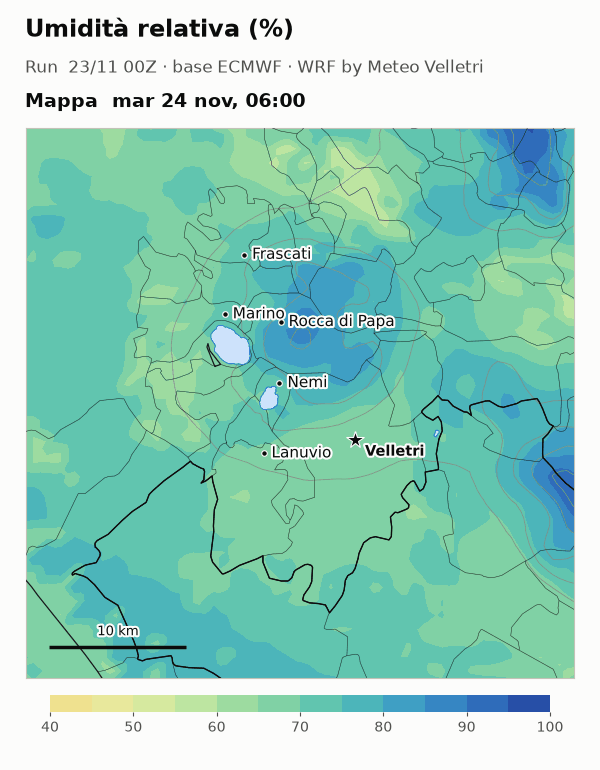 Umidità relativa (%)
Run  23/11 00Z · base ECMWF · WRF by Meteo Velletri
Mappa  mar 24 nov, 06:00
Frascati
Marino
Rocca di Papa
Nemi
Velletri
Lanuvio
10 km
40 50 60 70 80 90 100